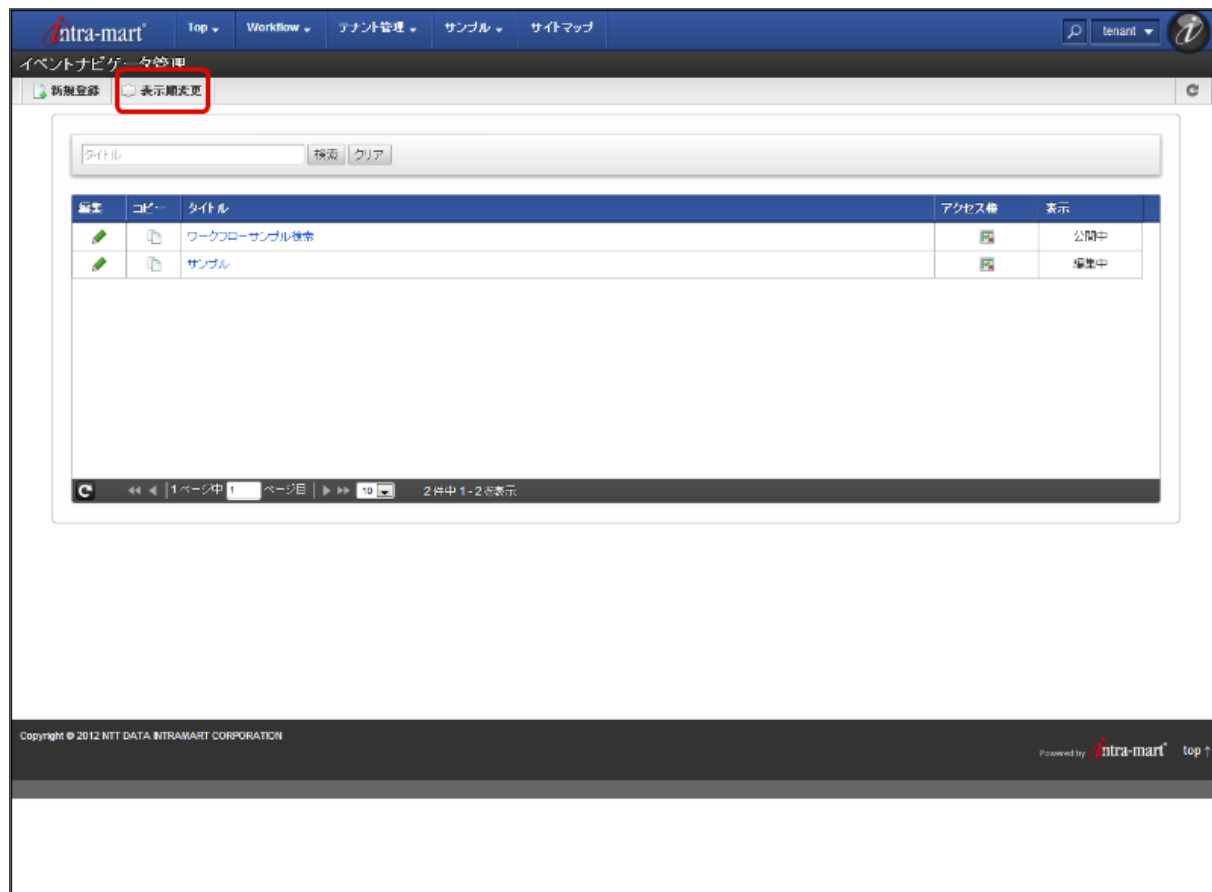 intra-mart Top Workflow テナント管理 サンプル サイトマップ tenant
イベントナビゲータ管理
新規登録 表示順変更
タイトル 検索 クリア
編集 コピー タイトル アクセス権 表示
ワークフローサンプル検索 公開中
サンプル 編集中
1 ページ中 1 ページ目 10 2 件中 1 - 2 を表示
Copyright © 2012 NTT DATA INTRAMART CORPORATION
Powered by intra-mart top ↑